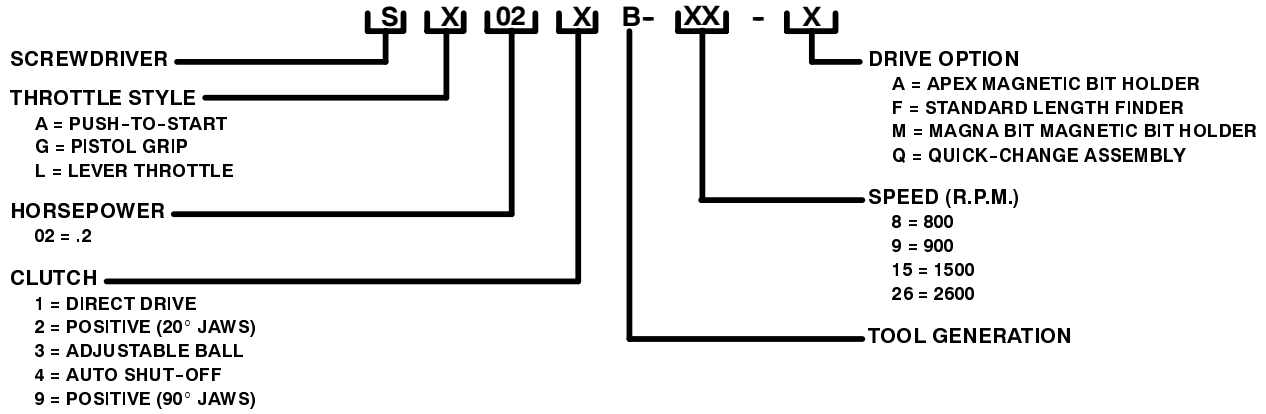 S X 02 X B- XX - X
SCREWDRIVER
THROTTLE STYLE
A = PUSH-TO-START
G = PISTOL GRIP
L = LEVER THROTTLE
HORSEPOWER
02 = .2
CLUTCH
1 = DIRECT DRIVE
2 = POSITIVE (20° JAWS)
3 = ADJUSTABLE BALL
4 = AUTO SHUT-OFF
9 = POSITIVE (90° JAWS)
DRIVE OPTION
A = APEX MAGNETIC BIT HOLDER
F = STANDARD LENGTH FINDER
M = MAGNA BIT MAGNETIC BIT HOLDER
Q = QUICK-CHANGE ASSEMBLY
SPEED (R.P.M.)
8 = 800
9 = 900
15 = 1500
26 = 2600
TOOL GENERATION